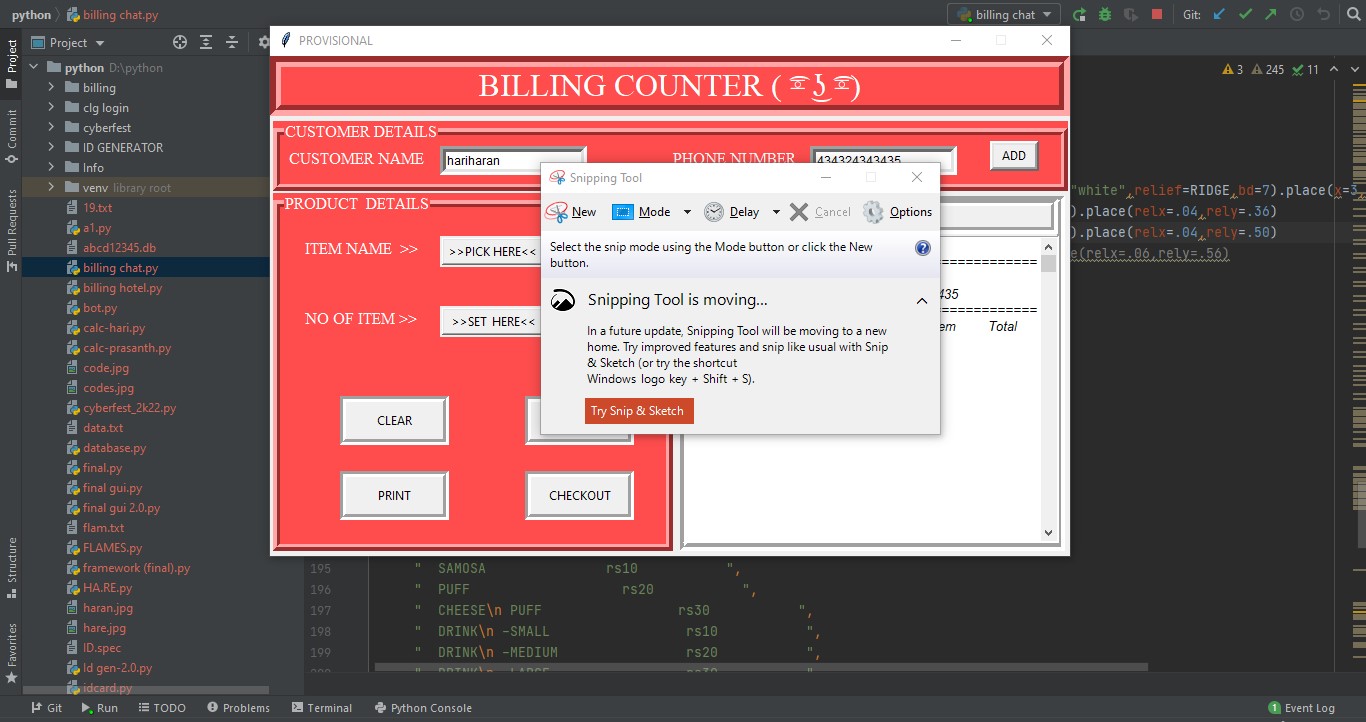 python billing chat.py billing chat Git:
Project
PROVISIONAL
BILLING COUNTER ( ͡° ͜ʖ ͡°)
CUSTOMER DETAILS
CUSTOMER NAME hariharan PHONE NUMBER 434324343435 ADD
PRODUCT DETAILS
ITEM NAME >> >>PICK HERE<<
NO OF ITEM >> >>SET HERE<<
CLEAR
PRINT CHECKOUT
=============
435
=============
em Total
Snipping Tool
New Mode Delay Cancel Options
Select the snip mode using the Mode button or click the New
button.
Snipping Tool is moving...
In a future update, Snipping Tool will be moving to a new
home. Try improved features and snip like usual with Snip
& Sketch (or try the shortcut
Windows logo key + Shift + S).
Try Snip & Sketch
3 245 11
"white",relief=RIDGE,bd=7).place(x=3,
).place(relx=.04,rely=.36)
).place(relx=.04,rely=.50)
e(relx=.06,rely=.56)
195 " SAMOSA rs10 ",
196 " PUFF rs20 ",
197 " CHEESE\n PUFF rs30 ",
198 " DRINK\n -SMALL rs10 ",
199 " DRINK\n -MEDIUM rs20 ",
python D:\python
billing
clg login
cyberfest
ID GENERATOR
Info
venv library root
19.txt
a1.py
abcd12345.db
billing chat.py
billing hotel.py
bot.py
calc-hari.py
calc-prasanth.py
code.jpg
codes.jpg
cyberfest_2k22.py
data.txt
database.py
final.py
final gui.py
final gui 2.0.py
flam.txt
FLAMES.py
framework (final).py
HA.RE.py
haran.jpg
hare.jpg
ID.spec
Id gen-2.0.py
idcard.py
Project
Commit
Pull Requests
Structure
Favorites
Git Run TODO Problems Terminal Python Console 1 Event Log